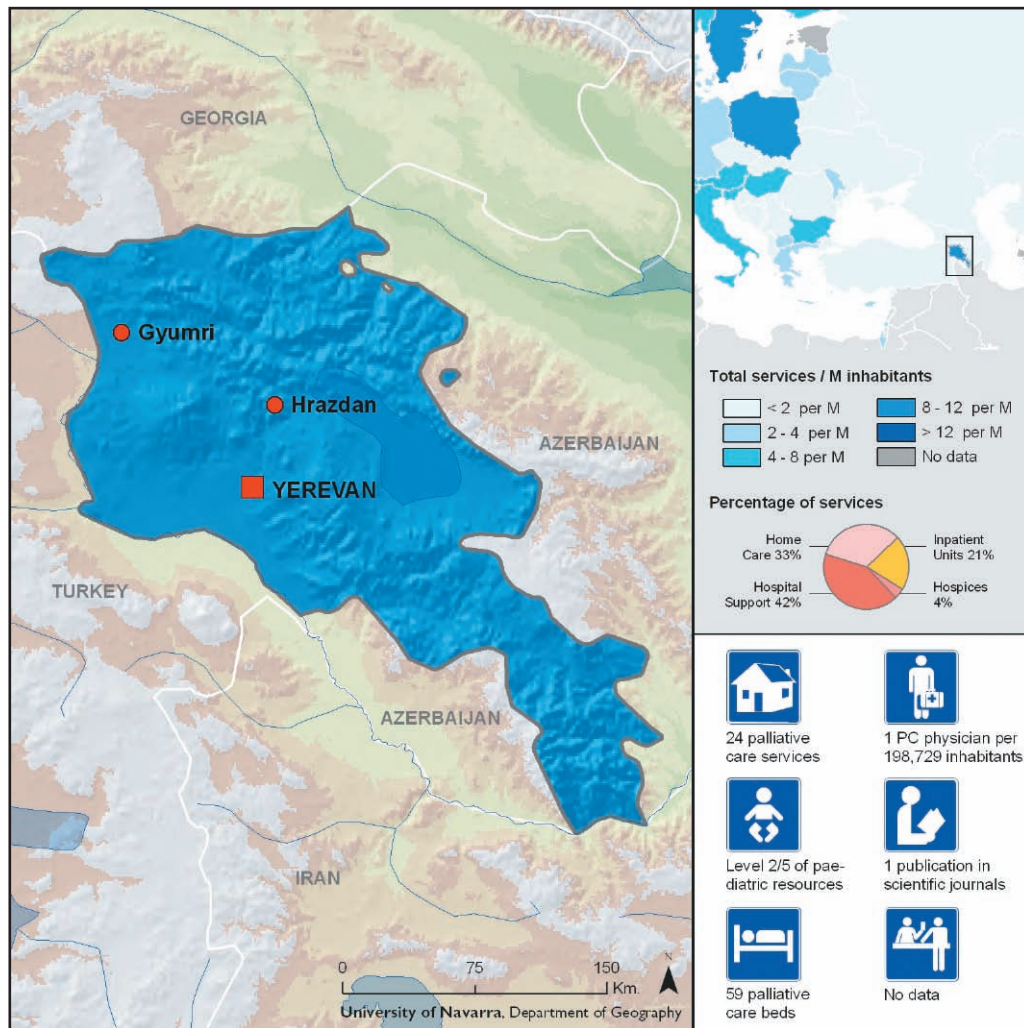 GEORGIA
Gyumri
Hrazdan
AZERBAIJAN
YEREVAN
TURKEY
AZERBAIJAN
IRAN
0 75 150
Km.
N
University of Navarra, Department of Geography
Total services / M inhabitants
< 2 per M
2 - 4 per M
4 - 8 per M
8 - 12 per M
> 12 per M
No data
Percentage of services
Home
Care 33%
Inpatient
Units 21%
Hospital
Support 42%
Hospices
4%
24 palliative
care services
1 PC physician per
198,729 inhabitants
Level 2/5 of pae-
diatric resources
1 publication in
scientific journals
59 palliative
care beds
No data